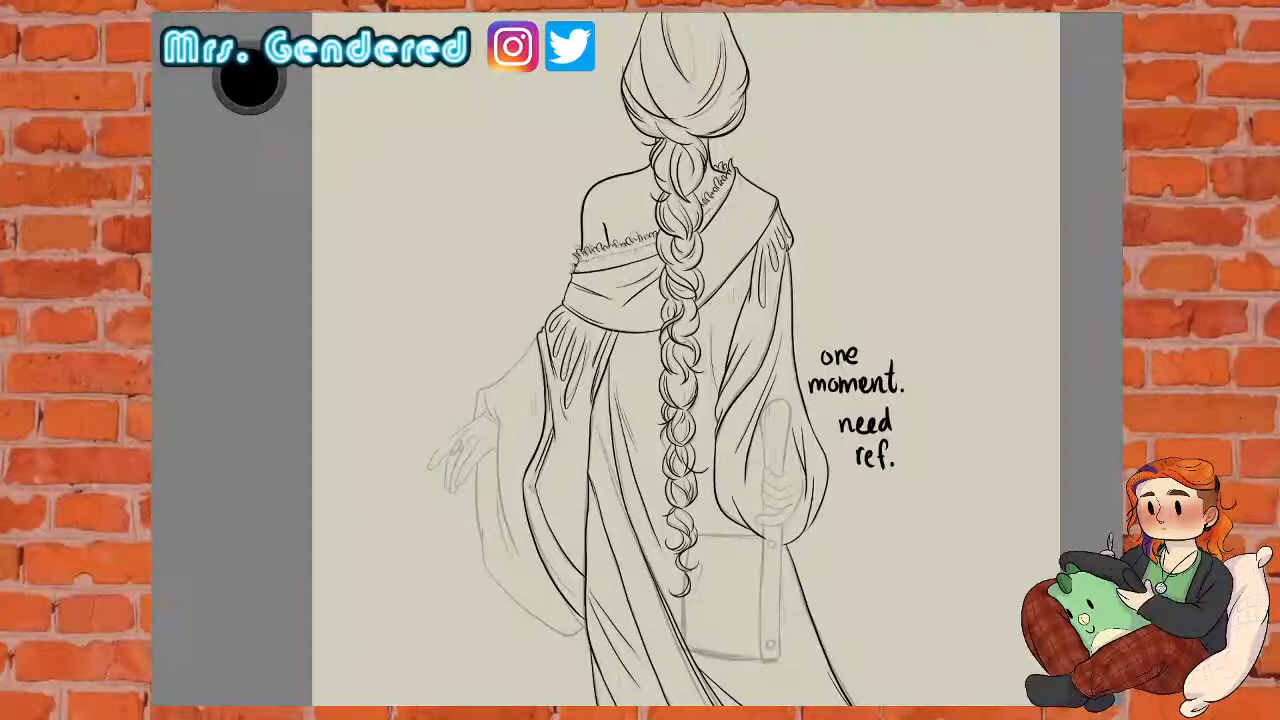 Mrs. Gendered
one
moment.
need
ref.